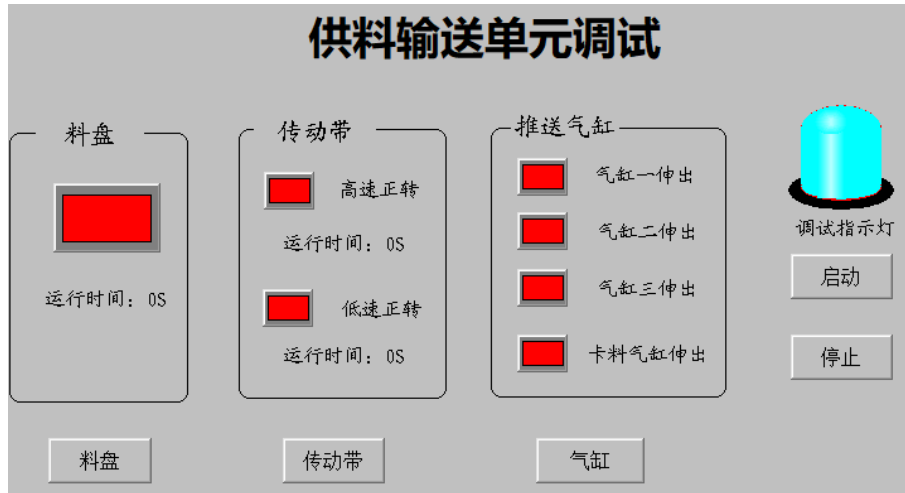 供料输送单元调试
料盘
运行时间：0S
传动带
高速正转
运行时间：0S
低速正转
运行时间：0S
推送气缸
气缸一伸出
气缸二伸出
气缸三伸出
卡料气缸伸出
调试指示灯
启动
停止
料盘
传动带
气缸